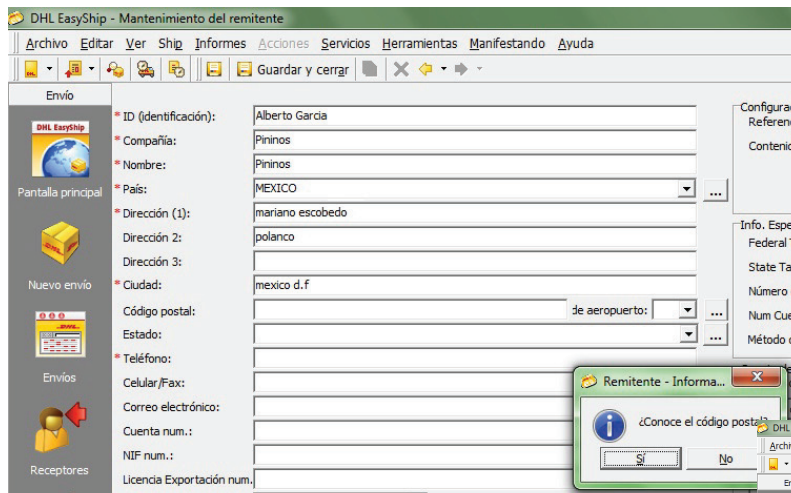 DHL EasyShip - Mantenimiento del remitente
Archivo Editar Ver Ship Informes Acciones Servicios Herramientas Manifestando Ayuda
Guardar y cerrar
Envío
DHL EasyShip
Pantalla principal
Nuevo envío
Envíos
Receptores
* ID (identificación): Alberto Garcia
* Compañía: Pininos
* Nombre: Pininos
* País: MEXICO ...
* Dirección (1): mariano escobedo
Dirección 2: polanco
Dirección 3:
* Ciudad: mexico d.f
Código postal: de aeropuerto: ...
Estado: ...
* Teléfono:
Celular/Fax:
Correo electrónico:
Cuenta num.:
NIF num.:
Licencia Exportación num.
Configura
Referen
Contenid
Info. Espe
Federal
State Ta
Número
Num Cue
Método
Remitente - Informa...
¿Conoce el código postal?
Sí No
DHL
Archi